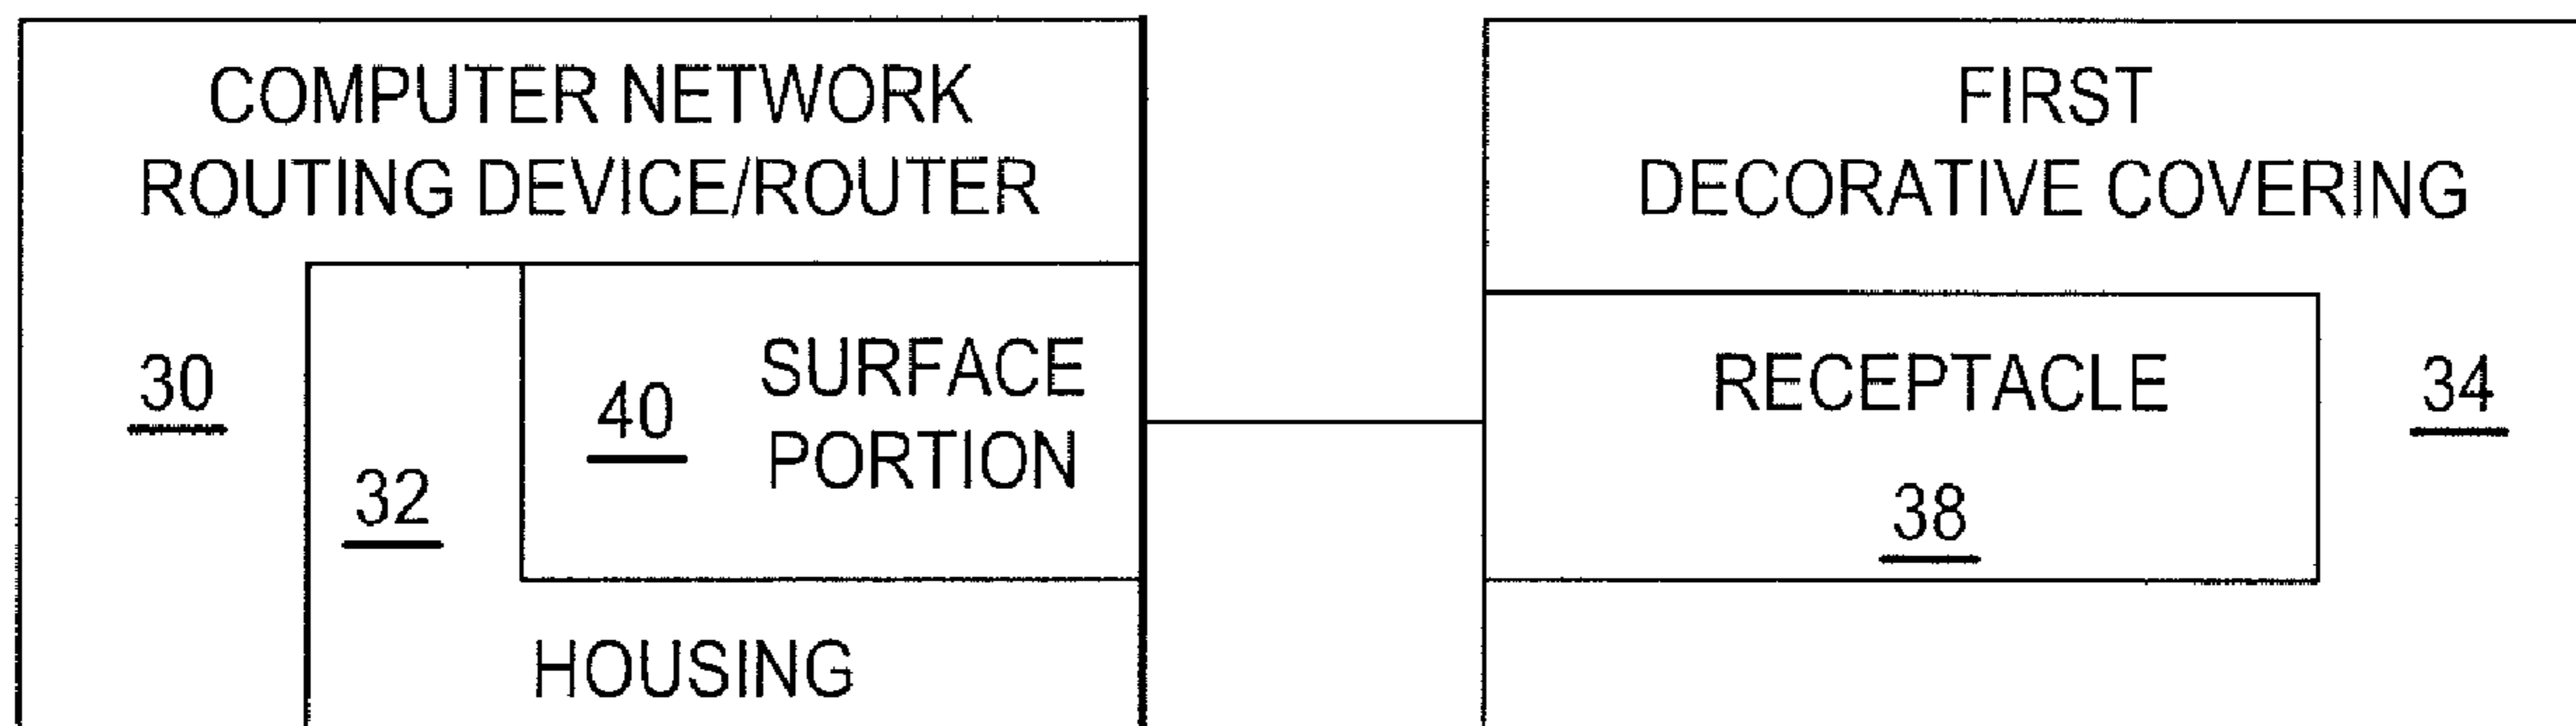 COMPUTER NETWORK
ROUTING DEVICE/ROUTER
30
32
40
SURFACE
PORTION
HOUSING
FIRST
DECORATIVE COVERING
RECEPTACLE
38
34